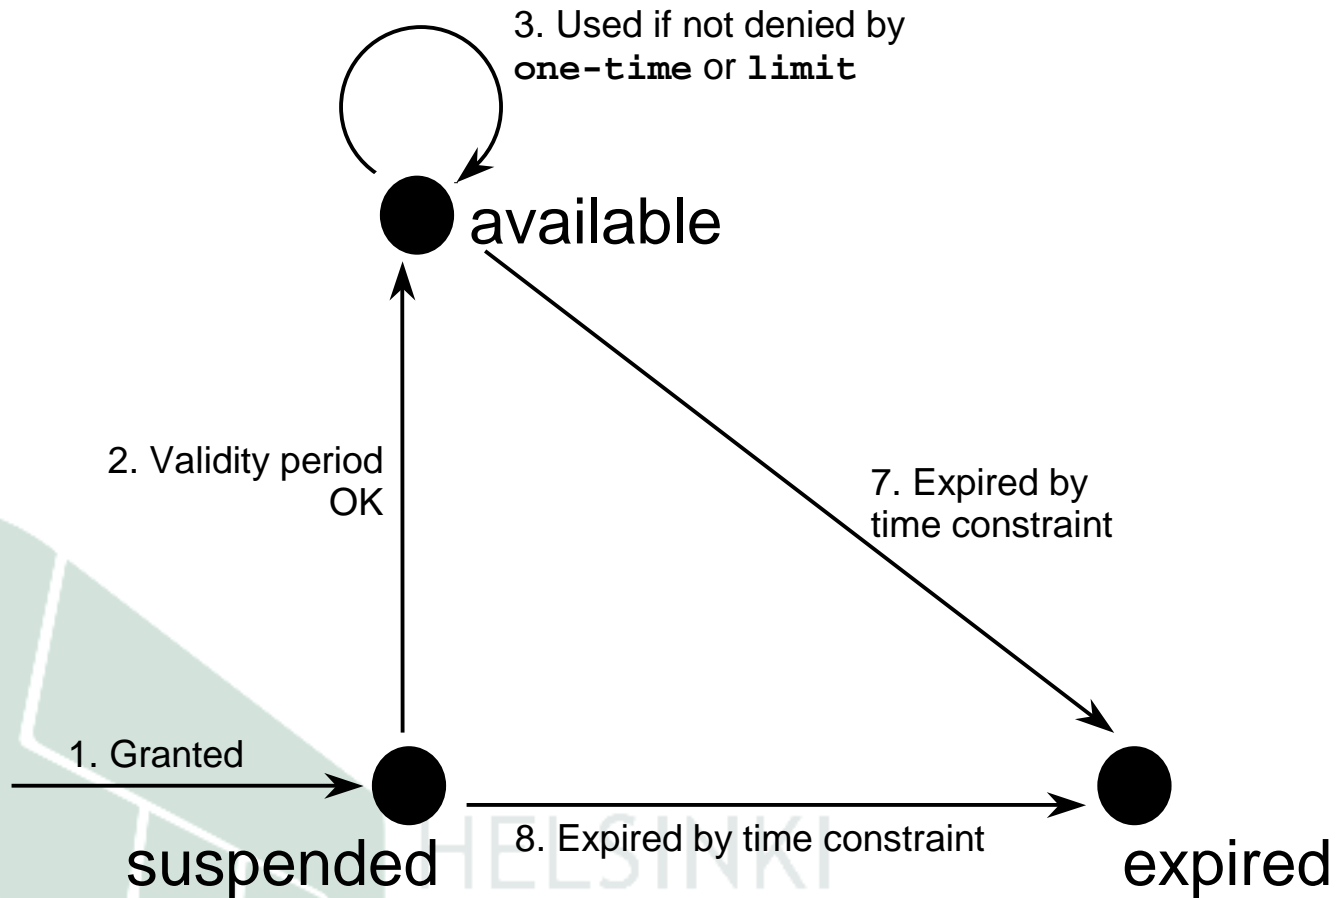 3. Used if not denied by
one-time or limit
available
2. Validity period
OK
7. Expired by
time constraint
1. Granted
suspended
HELSINKI
8. Expired by time constraint
expired